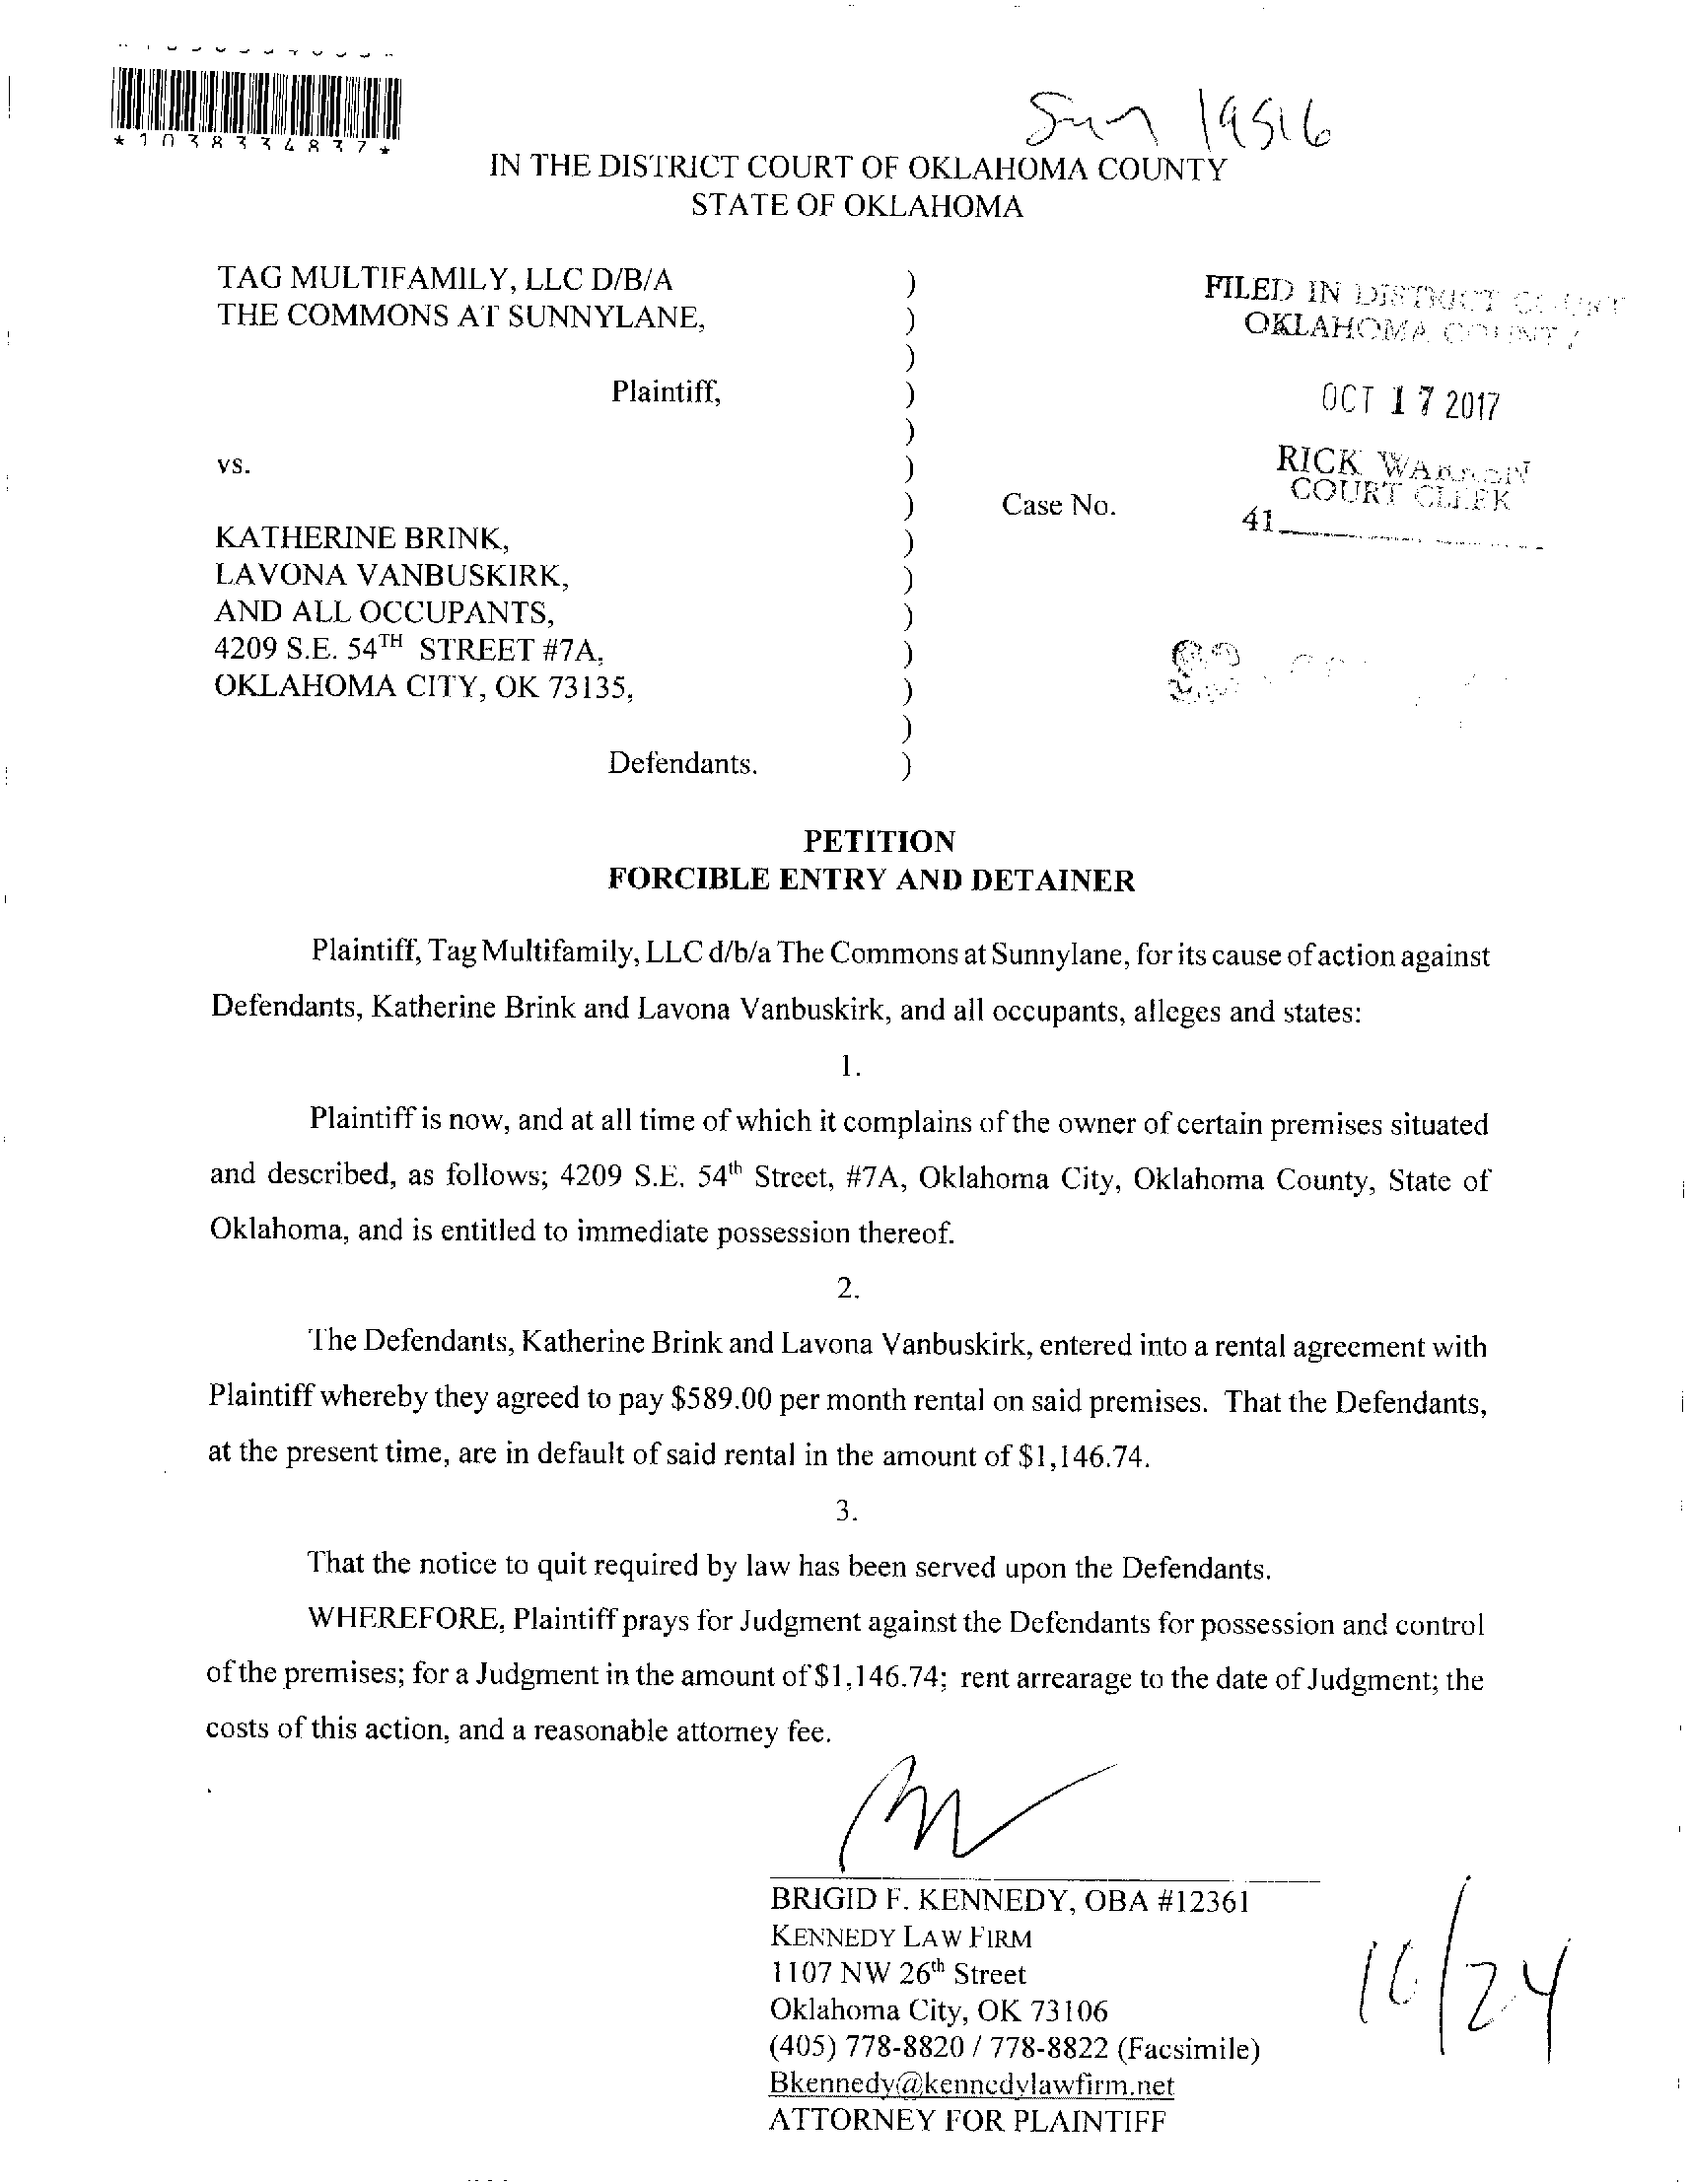 *1038334837*
IN THE DISTRICT COURT OF OKLAHOMA COUNTY
STATE OF OKLAHOMA
TAG MULTIFAMILY, LLC D/B/A
THE COMMONS AT SUNNYLANE,
Plaintiff,
vs.
KATHERINE BRINK,
LAVONA VANBUSKIRK,
AND ALL OCCUPANTS,
4209 S.E. 54TH STREET #7A,
OKLAHOMA CITY, OK 73135,
Defendants.
)
)
)
)
)
)
)
)
)
)
)
)
)
)
Case No.
FILED IN DISTRICT COURT
OKLAHOMA COUNTY
OCT 17 2017
RICK WARREN
COURT CLERK
41
PETITION
FORCIBLE ENTRY AND DETAINER
Plaintiff, Tag Multifamily, LLC d/b/a The Commons at Sunnylane, for its cause of action against
Defendants, Katherine Brink and Lavona Vanbuskirk, and all occupants, alleges and states:
1.
Plaintiff is now, and at all time of which it complains of the owner of certain premises situated
and described, as follows; 4209 S.E. 54th Street, #7A, Oklahoma City, Oklahoma County, State of
Oklahoma, and is entitled to immediate possession thereof.
2.
The Defendants, Katherine Brink and Lavona Vanbuskirk, entered into a rental agreement with
Plaintiff whereby they agreed to pay $589.00 per month rental on said premises. That the Defendants,
at the present time, are in default of said rental in the amount of $1,146.74.
3.
That the notice to quit required by law has been served upon the Defendants.
WHEREFORE, Plaintiff prays for Judgment against the Defendants for possession and control
of the premises; for a Judgment in the amount of $1,146.74; rent arrearage to the date of Judgment; the
costs of this action, and a reasonable attorney fee.
BRIGID F. KENNEDY, OBA #12361
KENNEDY LAW FIRM
1107 NW 26th Street
Oklahoma City, OK 73106
(405) 778-8820 / 778-8822 (Facsimile)
Bkennedy@kennedylawfirm.net
ATTORNEY FOR PLAINTIFF
10/24